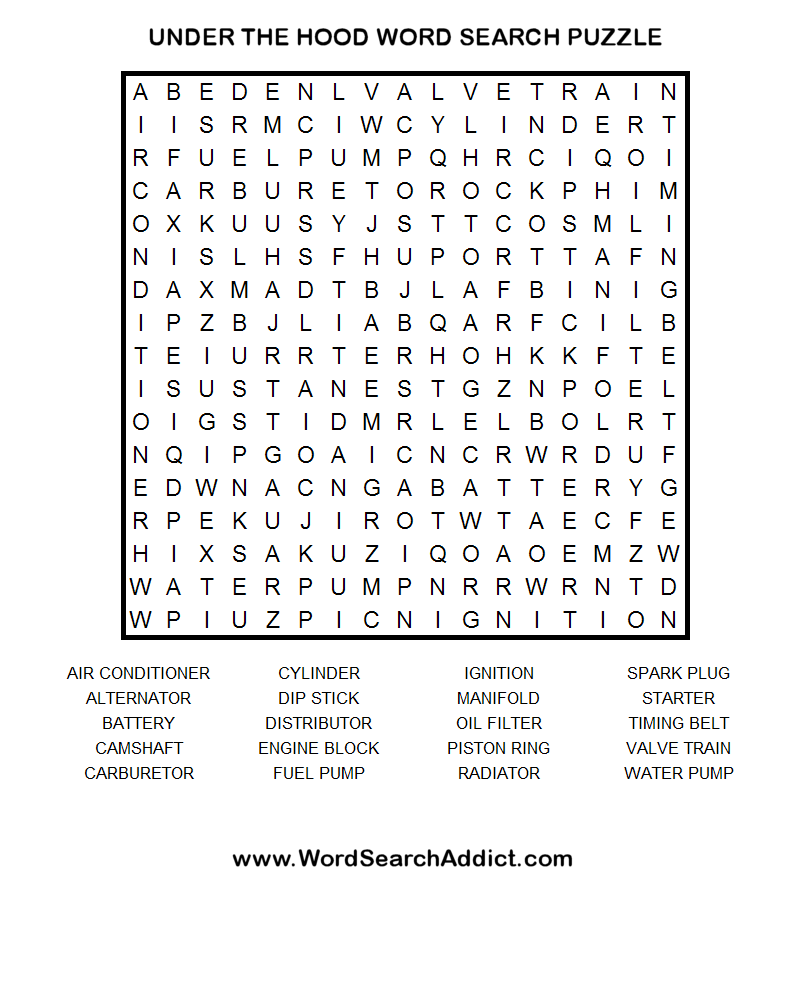 UNDER THE HOOD WORD SEARCH PUZZLE
A B E D E N L V A L V E T R A I N
I I S R M C I W C Y L I N D E R T
R F U E L P U M P Q H R C I Q O I
C A R B U R E T O R O C K P H I M
O X K U U S Y J S T T C O S M L I
N I S L H S F H U P O R T T A F N
D A X M A D T B J L A F B I N I G
I P Z B J L I A B Q A R F C I L B
T E I U R R T E R H O H K K F T E
I S U S T A N E S T G Z N P O E L
O I G S T I D M R L E L B O L R T
N Q I P G O A I C N C R W R D U F
E D W N A C N G A B A T T E R Y G
R P E K U J I R O T W T A E C F E
H I X S A K U Z I Q O A O E M Z W
W A T E R P U M P N R R W R N T D
W P I U Z P I C N I G N I T I O N
AIR CONDITIONER CYLINDER IGNITION SPARK PLUG
ALTERNATOR DIP STICK MANIFOLD STARTER
BATTERY DISTRIBUTOR OIL FILTER TIMING BELT
CAMSHAFT ENGINE BLOCK PISTON RING VALVE TRAIN
CARBURETOR FUEL PUMP RADIATOR WATER PUMP
www.WordSearchAddict.com